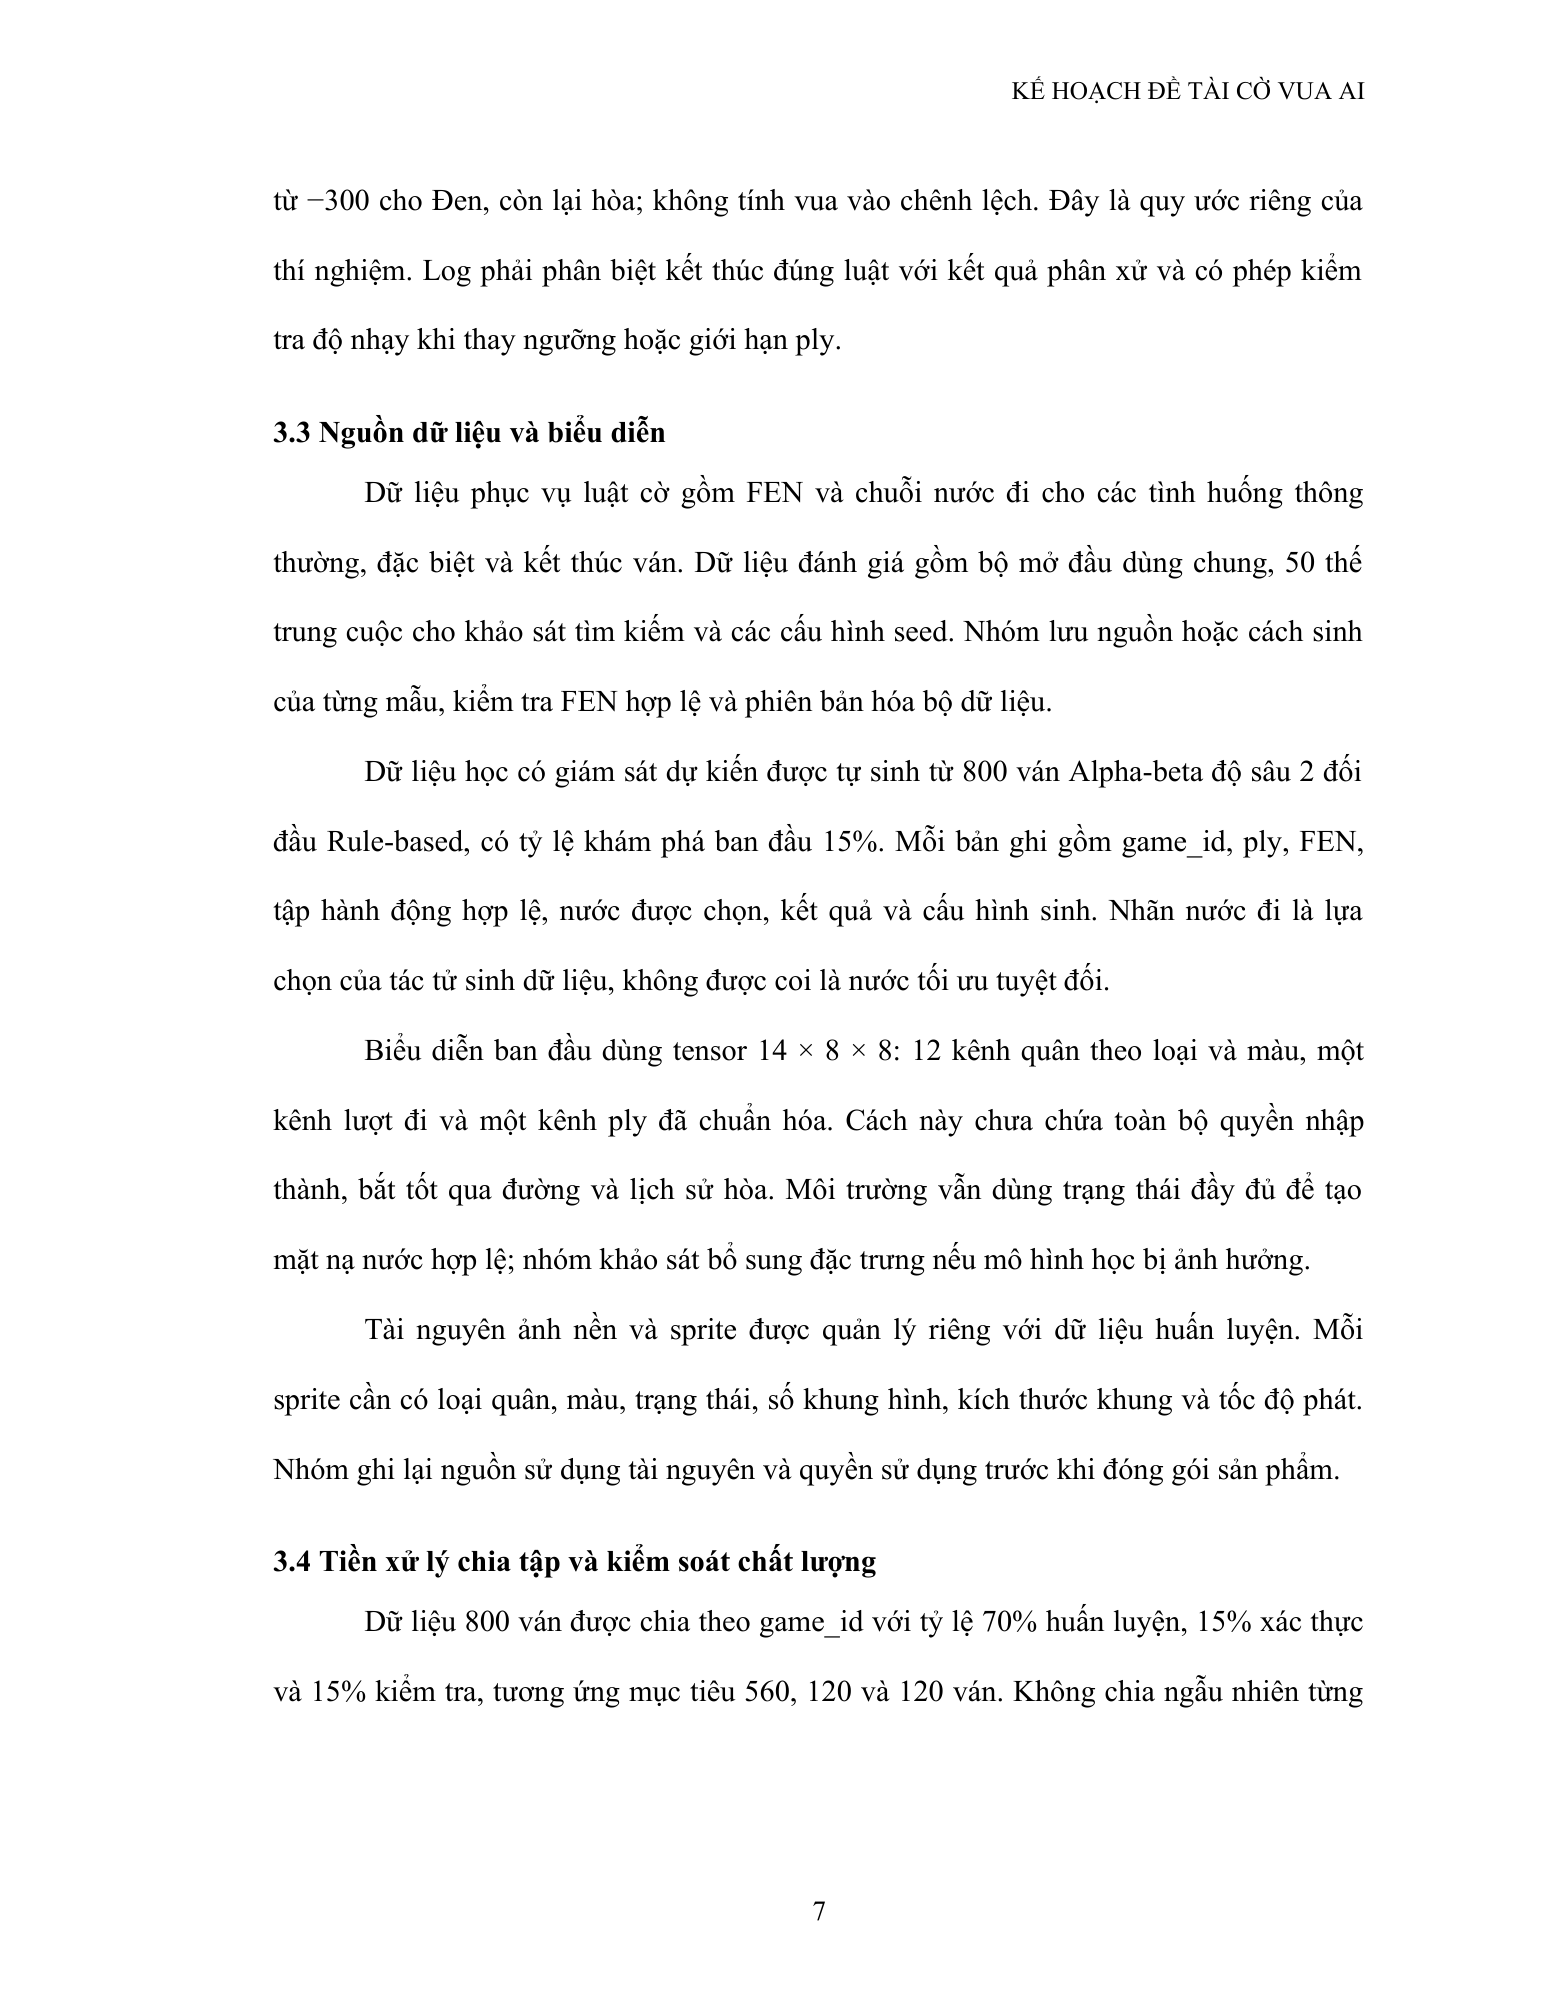 KẾ HOẠCH ĐỀ TÀI CỜ VUA AI
từ −300 cho Đen, còn lại hòa; không tính vua vào chênh lệch. Đây là quy ước riêng của
thí nghiệm. Log phải phân biệt kết thúc đúng luật với kết quả phân xử và có phép kiểm
tra độ nhạy khi thay ngưỡng hoặc giới hạn ply.
3.3 Nguồn dữ liệu và biểu diễn
Dữ liệu phục vụ luật cờ gồm FEN và chuỗi nước đi cho các tình huống thông
thường, đặc biệt và kết thúc ván. Dữ liệu đánh giá gồm bộ mở đầu dùng chung, 50 thế
trung cuộc cho khảo sát tìm kiếm và các cấu hình seed. Nhóm lưu nguồn hoặc cách sinh
của từng mẫu, kiểm tra FEN hợp lệ và phiên bản hóa bộ dữ liệu.
Dữ liệu học có giám sát dự kiến được tự sinh từ 800 ván Alpha-beta độ sâu 2 đối
đầu Rule-based, có tỷ lệ khám phá ban đầu 15%. Mỗi bản ghi gồm game_id, ply, FEN,
tập hành động hợp lệ, nước được chọn, kết quả và cấu hình sinh. Nhãn nước đi là lựa
chọn của tác tử sinh dữ liệu, không được coi là nước tối ưu tuyệt đối.
Biểu diễn ban đầu dùng tensor 14 × 8 × 8: 12 kênh quân theo loại và màu, một
kênh lượt đi và một kênh ply đã chuẩn hóa. Cách này chưa chứa toàn bộ quyền nhập
thành, bắt tốt qua đường và lịch sử hòa. Môi trường vẫn dùng trạng thái đầy đủ để tạo
mặt nạ nước hợp lệ; nhóm khảo sát bổ sung đặc trưng nếu mô hình học bị ảnh hưởng.
Tài nguyên ảnh nền và sprite được quản lý riêng với dữ liệu huấn luyện. Mỗi
sprite cần có loại quân, màu, trạng thái, số khung hình, kích thước khung và tốc độ phát.
Nhóm ghi lại nguồn sử dụng tài nguyên và quyền sử dụng trước khi đóng gói sản phẩm.
3.4 Tiền xử lý chia tập và kiểm soát chất lượng
Dữ liệu 800 ván được chia theo game_id với tỷ lệ 70% huấn luyện, 15% xác thực
và 15% kiểm tra, tương ứng mục tiêu 560, 120 và 120 ván. Không chia ngẫu nhiên từng
7